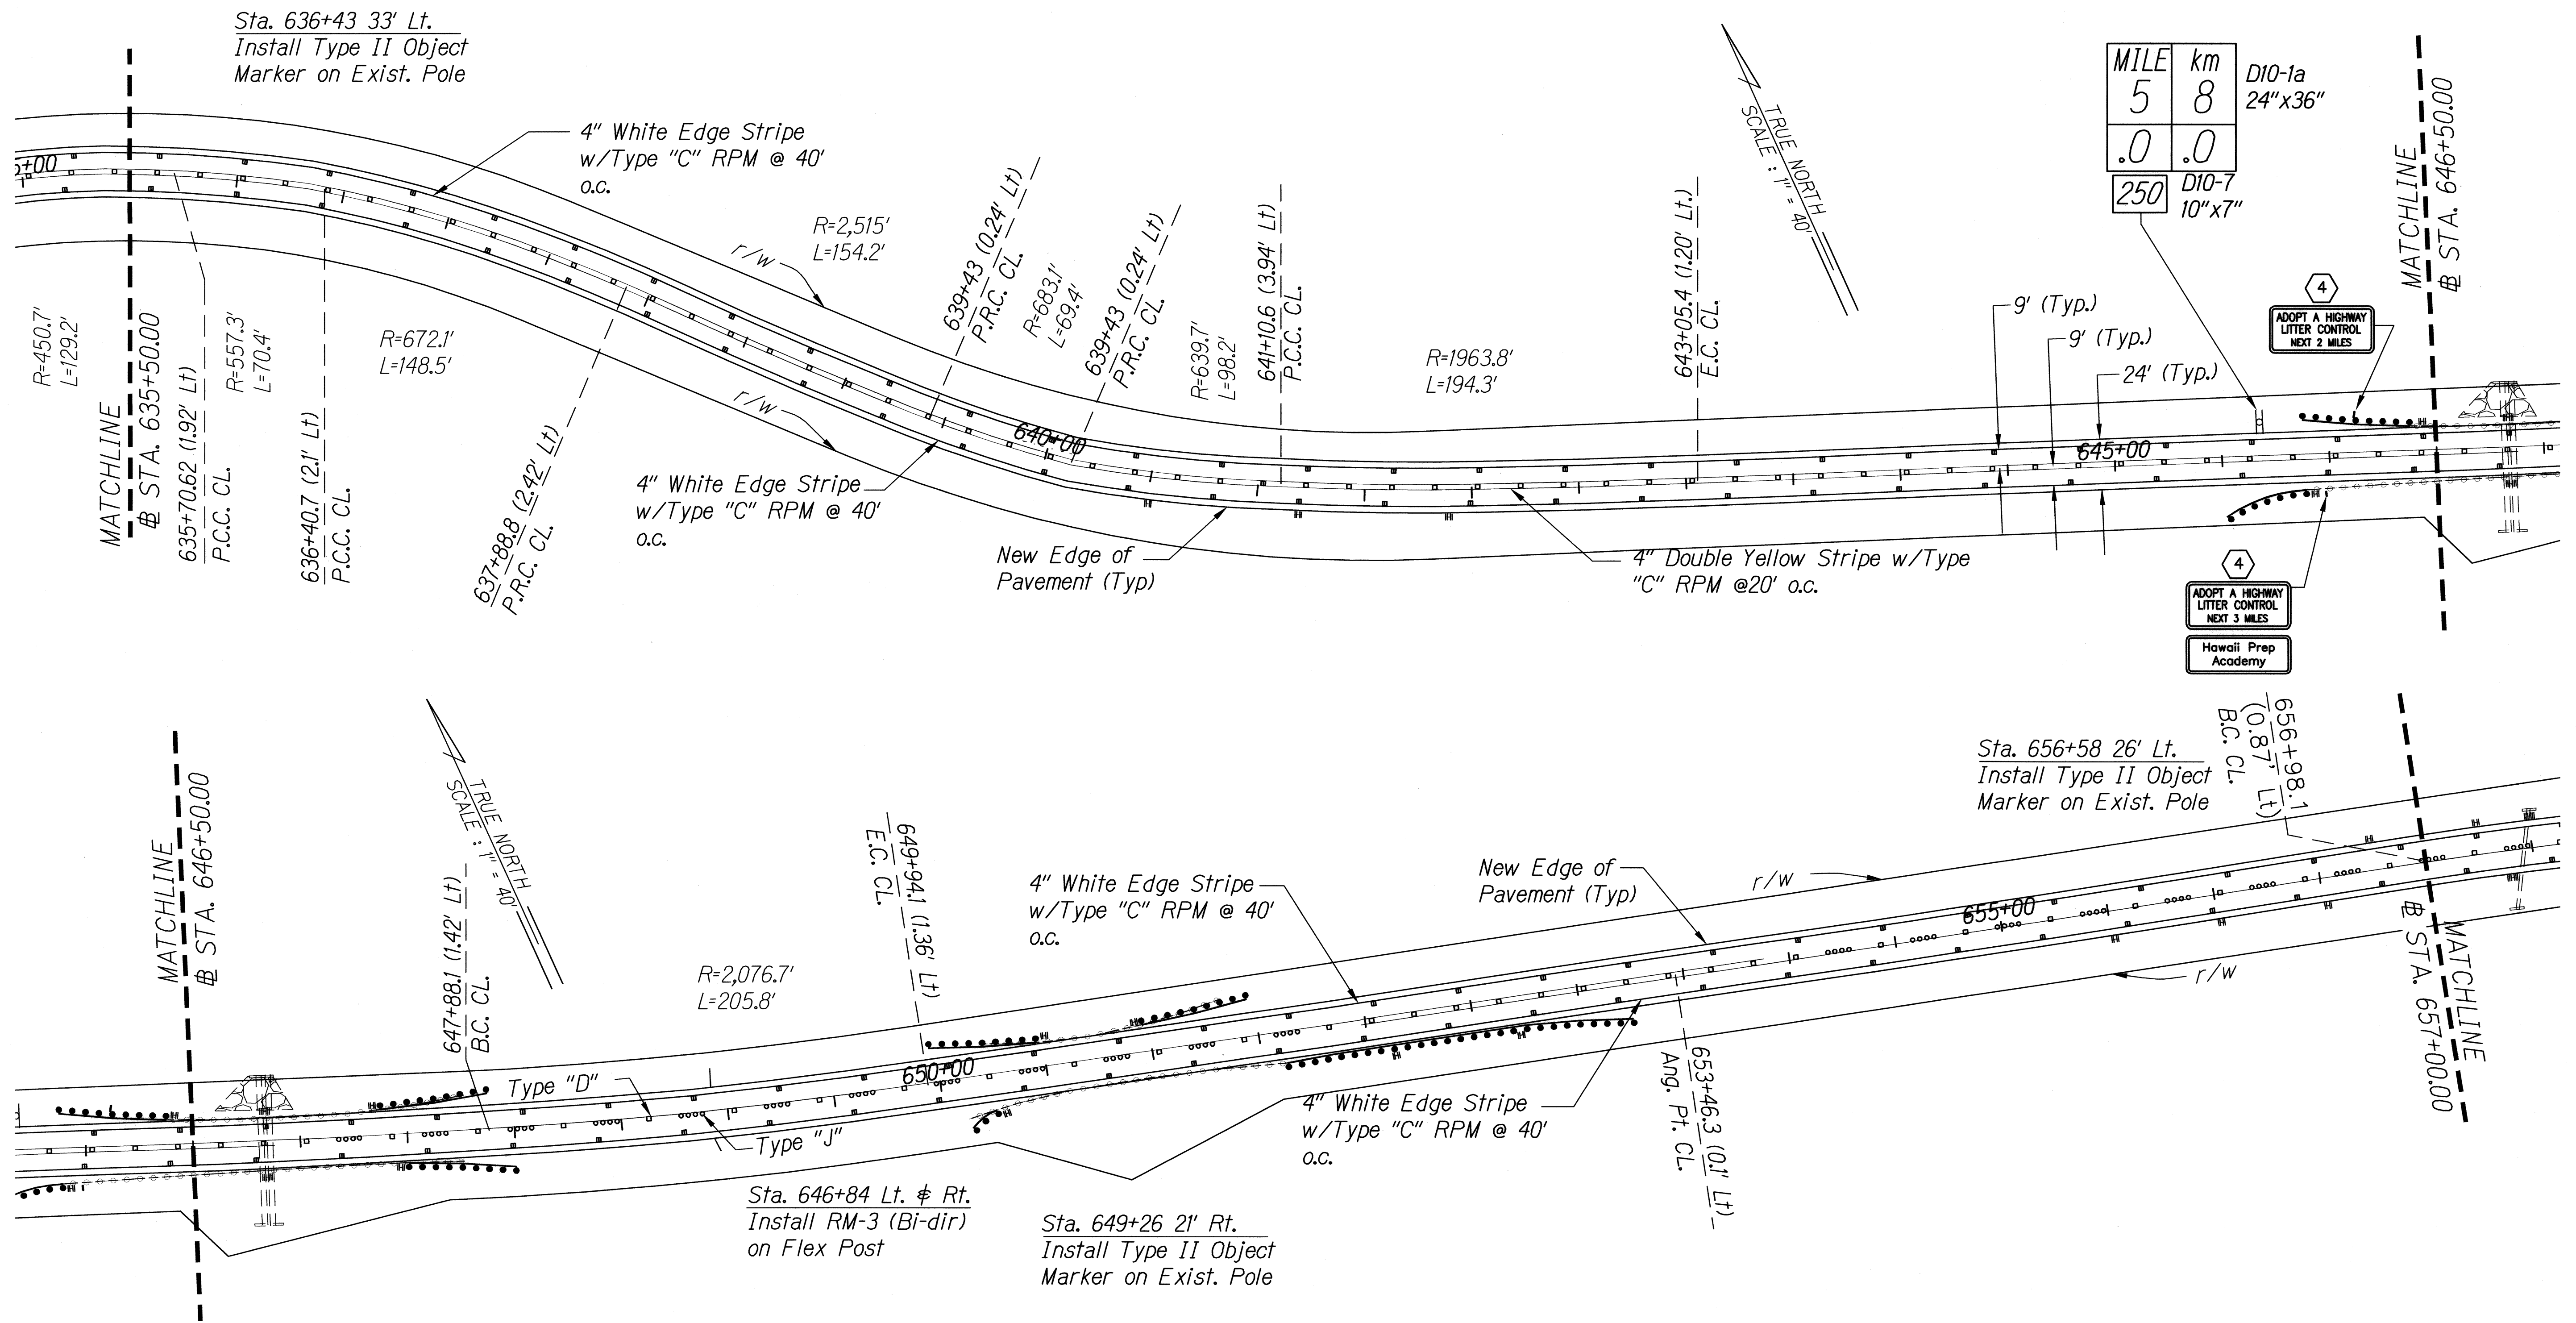 Sta. 636+43 33' Lt.
Install Type II Object
Marker on Exist. Pole
4" White Edge Stripe
w/Type "C" RPM @ 40'
o.c.
R=2,515'
L=154.2'
r/w
639+43 (0.24' Lt)
P.R.C. CL.
R=683.1'
L=69.4'
639+43 (0.24' Lt)
P.R.C. CL.
R=639.7'
L=98.2'
641+10.6 (3.94' Lt)
P.C.C. CL.
R=1963.8'
L=194.3'
643+05.4 (1.20' Lt.)
E.C. CL.
TRUE NORTH
SCALE : 1" = 40'
MILE km
5 8
.0 .0
D10-1a
24"x36"
250
D10-7
10"x7"
MATCHLINE
℄ STA. 646+50.00
4
ADOPT A HIGHWAY
LITTER CONTROL
NEXT 2 MILES
9' (Typ.)
9' (Typ.)
24' (Typ.)
5+00
R=450.7'
L=129.2'
MATCHLINE
℄ STA. 635+50.00
635+70.62 (1.92' Lt)
P.C.C. CL.
R=557.3'
L=70.4'
636+40.7 (2.1' Lt)
P.C.C. CL.
R=672.1'
L=148.5'
637+88.8 (2.42' Lt)
P.R.C. CL.
r/w
640+00
645+00
4" White Edge Stripe
w/Type "C" RPM @ 40'
o.c.
New Edge of
Pavement (Typ)
4" Double Yellow Stripe w/Type
"C" RPM @20' o.c.
4
ADOPT A HIGHWAY
LITTER CONTROL
NEXT 3 MILES
Hawaii Prep
Academy
MATCHLINE
℄ STA. 646+50.00
TRUE NORTH
SCALE : 1" = 40'
647+88.1 (1.42' Lt)
B.C. CL.
R=2,076.7'
L=205.8'
649+94.1 (1.36' Lt)
E.C. CL.
4" White Edge Stripe
w/Type "C" RPM @ 40'
o.c.
New Edge of
Pavement (Typ)
r/w
Sta. 656+58 26' Lt.
Install Type II Object
Marker on Exist. Pole
656+98.1
(0.87' Lt)
B.C. CL.
Type "D"
Type "J"
650+00
655+00
4" White Edge Stripe
w/Type "C" RPM @ 40'
o.c.
653+46.3 (0.1' Lt)
Ang. Pt. CL.
r/w
MATCHLINE
℄ STA. 657+00.00
Sta. 646+84 Lt. & Rt.
Install RM-3 (Bi-dir)
on Flex Post
Sta. 649+26 21' Rt.
Install Type II Object
Marker on Exist. Pole